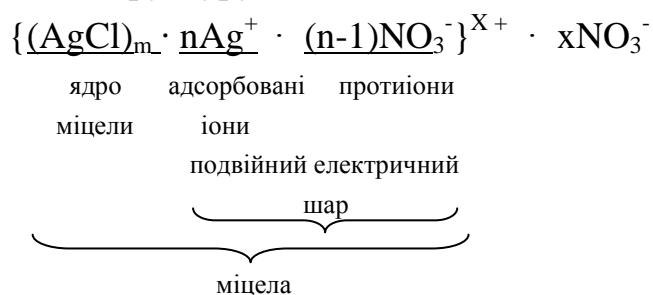 {(AgCl)m · nAg+ · (n-1)NO3-}X + · xNO3-
ядро адсорбовані протиіони
міцели іони
подвійний електричний
шар
міцела